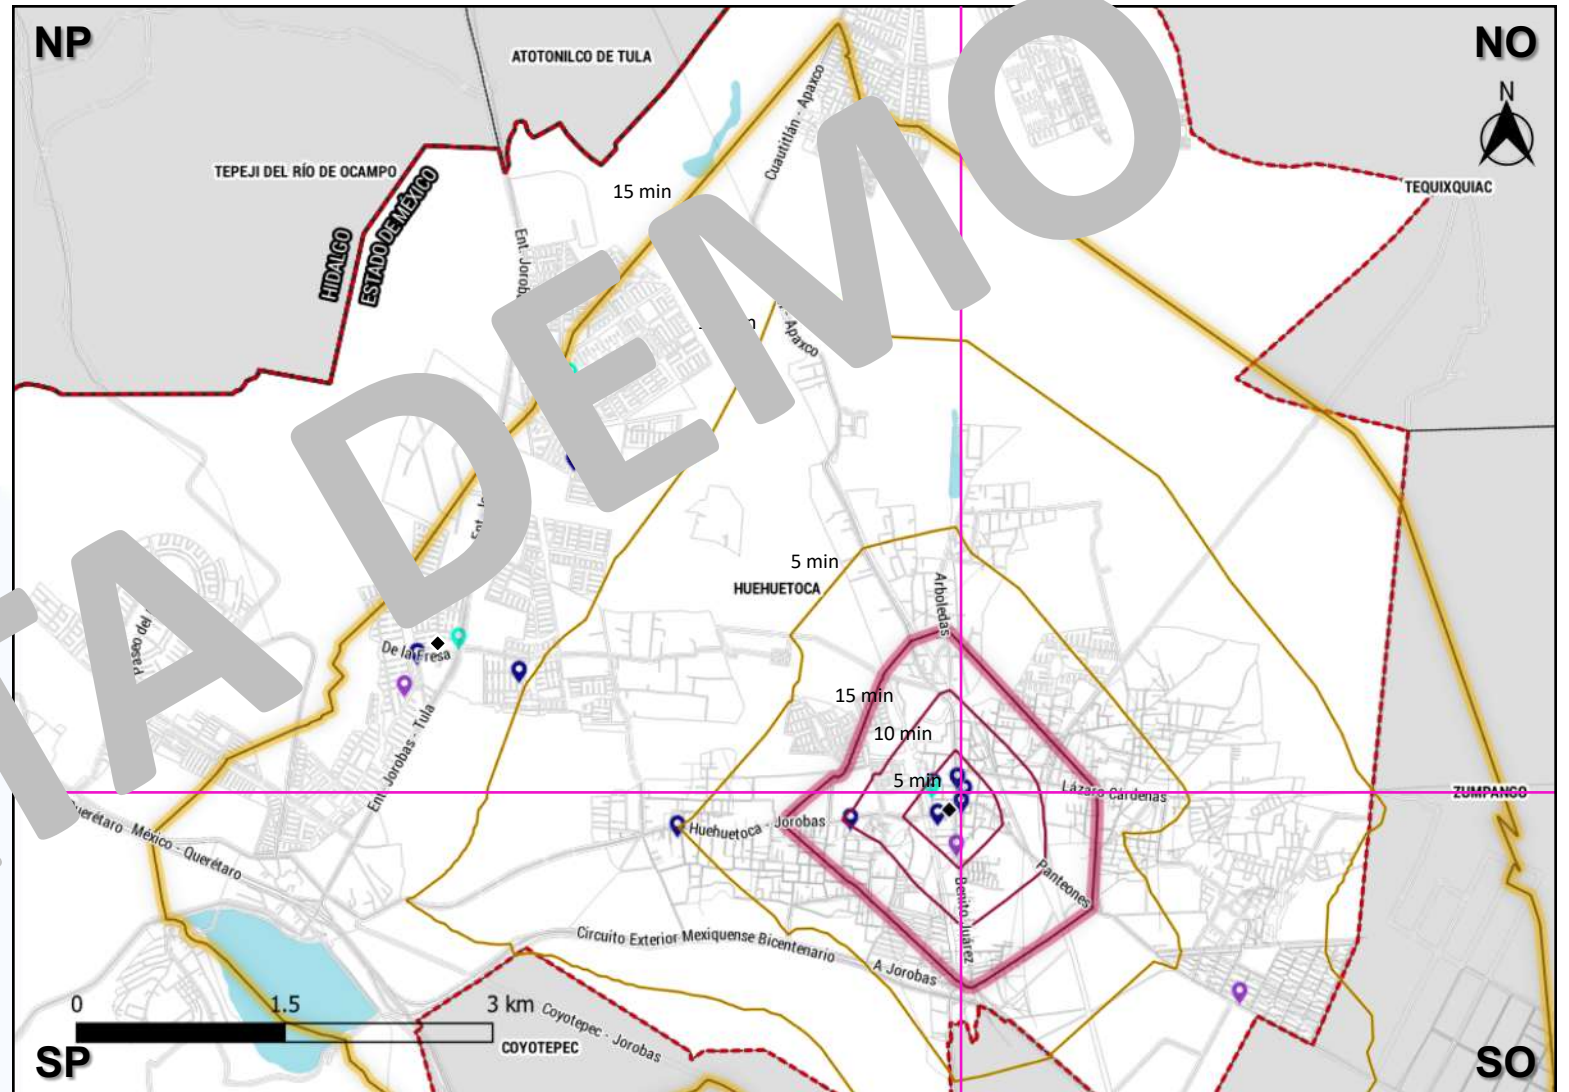 NP
NO
ATOTONILCO DE TULA
N
Cuautitlán - Apaxco
TEPEJI DEL RÍO DE OCAMPO
TEQUIXQUIAC
15 min
HIDALGO
ESTADO DE MÉXICO
Apaxco
TA DEMO
5 min
HUEHUETOCA
Arboledas
De la Fresa
15 min
Ent. Jorobas - Tula
10 min
5 min
Lázaro Cárdenas
ZUMPANGO
Huehuetoca - Jorobas
México - Querétaro
Panteones
Benito Juárez
Circuito Exterior Mexiquense Bicentenario
A Jorobas
0 1.5 3 km
Coyotepec - Jorobas
COYOTEPEC
SP
SO